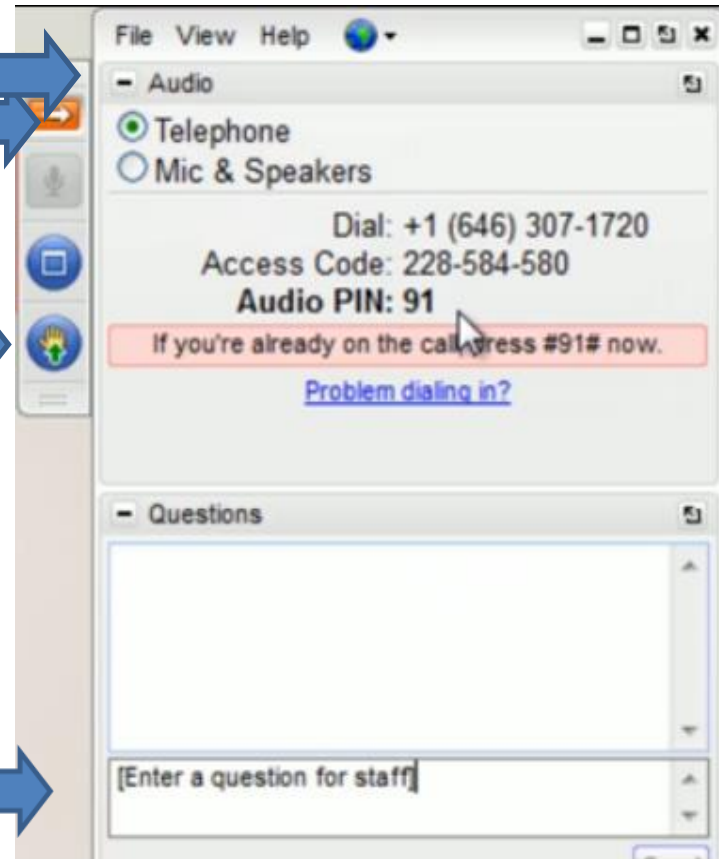 File View Help
Audio
Telephone
Mic & Speakers
Dial: +1 (646) 307-1720
Access Code: 228-584-580
Audio PIN: 91
If you're already on the call press #91# now.
Problem dialing in?
Questions
[Enter a question for staff]